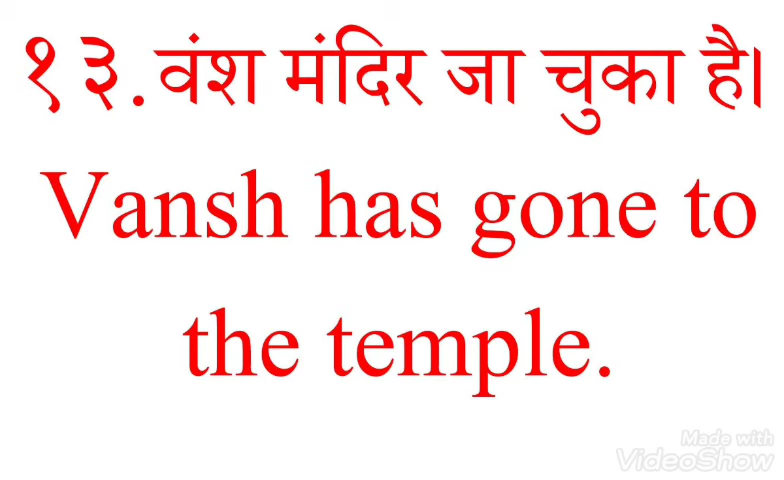 १३. वंश मंदिर जा चुका है।
Vansh has gone to
the temple.
Made with
VideoShow